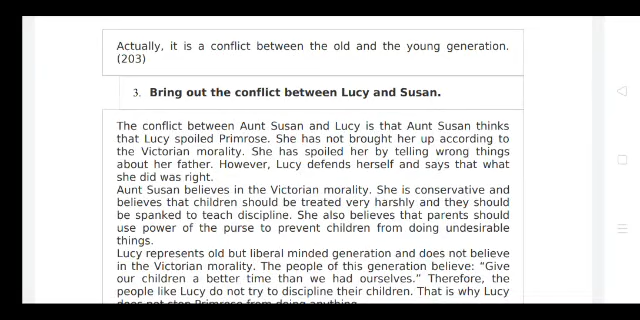 Actually, it is a conflict between the old and the young generation.
(203)
3. Bring out the conflict between Lucy and Susan.
The conflict between Aunt Susan and Lucy is that Aunt Susan thinks
that Lucy spoiled Primrose. She has not brought her up according to
the Victorian morality. She has spoiled her by telling wrong things
about her father. However, Lucy defends herself and says that what
she did was right.
Aunt Susan believes in the Victorian morality. She is conservative and
believes that children should be treated very harshly and they should
be spanked to teach discipline. She also believes that parents should
use power of the purse to prevent children from doing undesirable
things.
Lucy represents old but liberal minded generation and does not believe
in the Victorian morality. The people of this generation believe: “Give
our children a better time than we had ourselves.” Therefore, the
people like Lucy do not try to discipline their children. That is why Lucy
does not stop Primrose from doing anything.